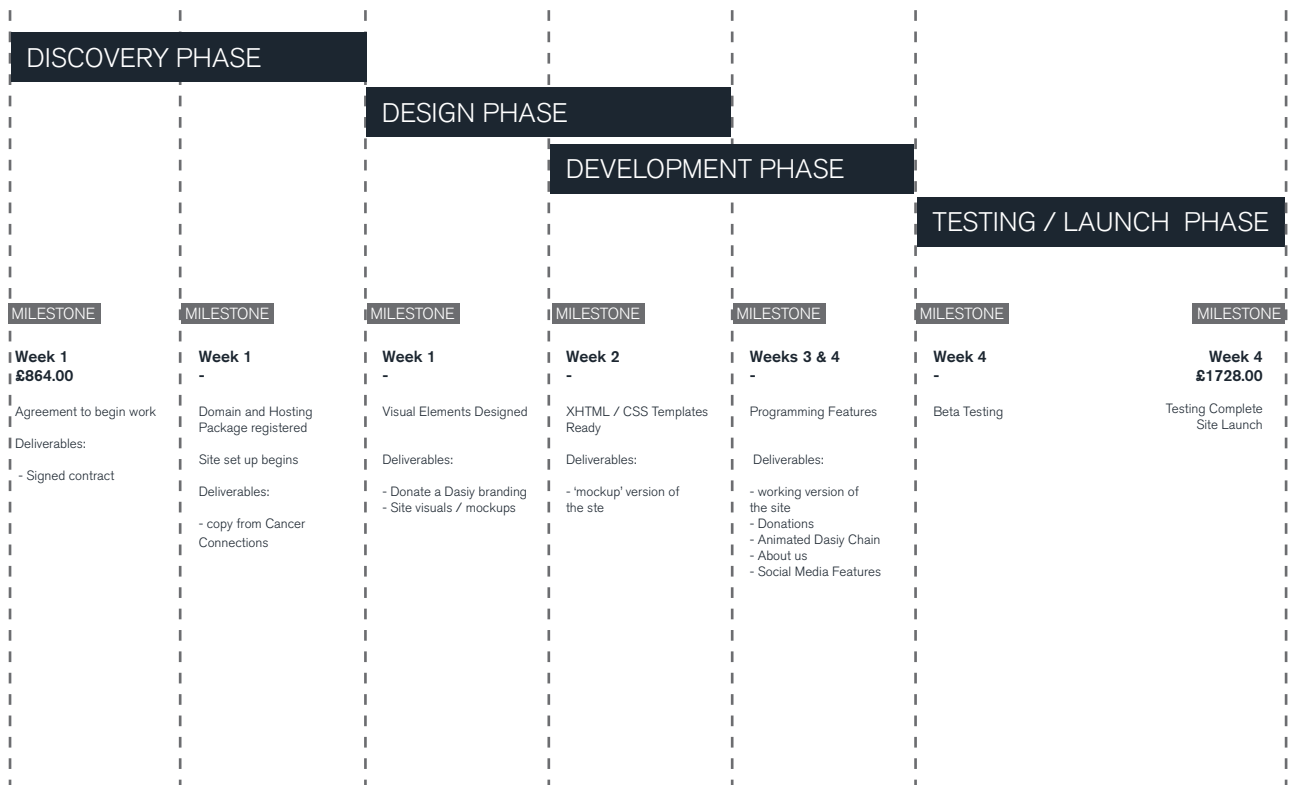 DISCOVERY PHASE
DESIGN PHASE
DEVELOPMENT PHASE
TESTING / LAUNCH  PHASE
MILESTONE
Week 1
£864.00
Agreement to begin work
Deliverables:
- Signed contract
MILESTONE
Week 1
-
Domain and Hosting
Package registered
Site set up begins
Deliverables:
- copy from Cancer
Connections
MILESTONE
Week 1
-
Visual Elements Designed
Deliverables:
- Donate a Dasiy branding
- Site visuals / mockups
MILESTONE
Week 2
-
XHTML / CSS Templates
Ready
Deliverables:
- ‘mockup’ version of
the ste
MILESTONE
Weeks 3 & 4
-
Programming Features
Deliverables:
- working version of
the site
- Donations
- Animated Dasiy Chain
- About us
- Social Media Features
MILESTONE
Week 4
-
Beta Testing
MILESTONE
Week 4
£1728.00
Testing Complete
Site Launch